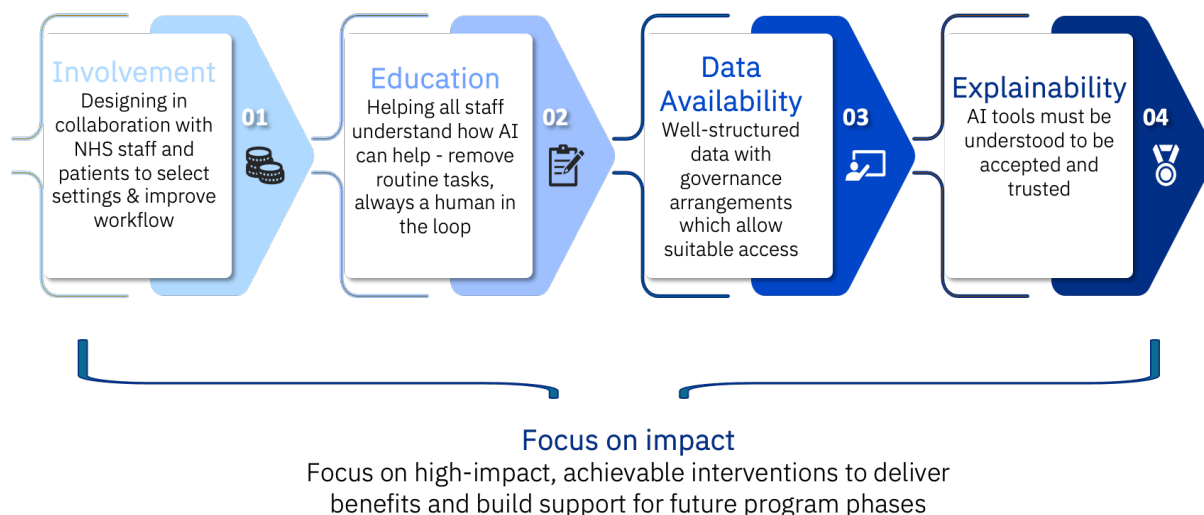 Involvement
Designing in
collaboration with
NHS staff and
patients to select
settings & improve
workflow
01
Education
Helping all staff
understand how AI
can help - remove
routine tasks,
always a human in
the loop
02
Data
Availability
Well-structured
data with
governance
arrangements
which allow
suitable access
03
Explainability
AI tools must be
understood to be
accepted and
trusted
04
Focus on impact
Focus on high-impact, achievable interventions to deliver
benefits and build support for future program phases